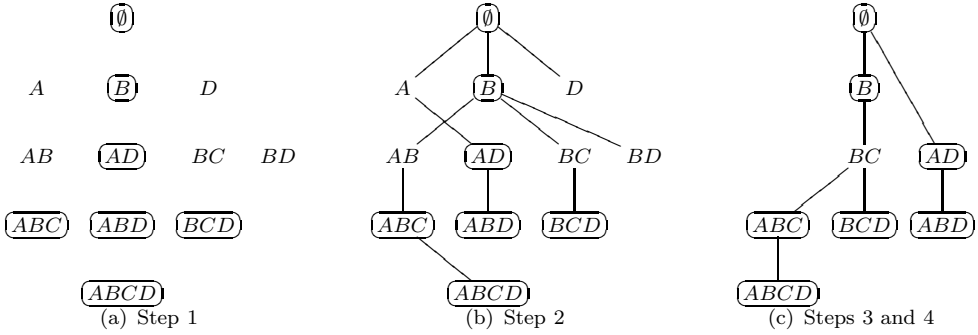 ∅ ∅ ∅
A B D A B D B
AB AD BC BD AB AD BC BD BC AD
ABC ABD BCD ABC ABD BCD ABC BCD ABD
ABCD ABCD ABCD
(a) Step 1 (b) Step 2 (c) Steps 3 and 4